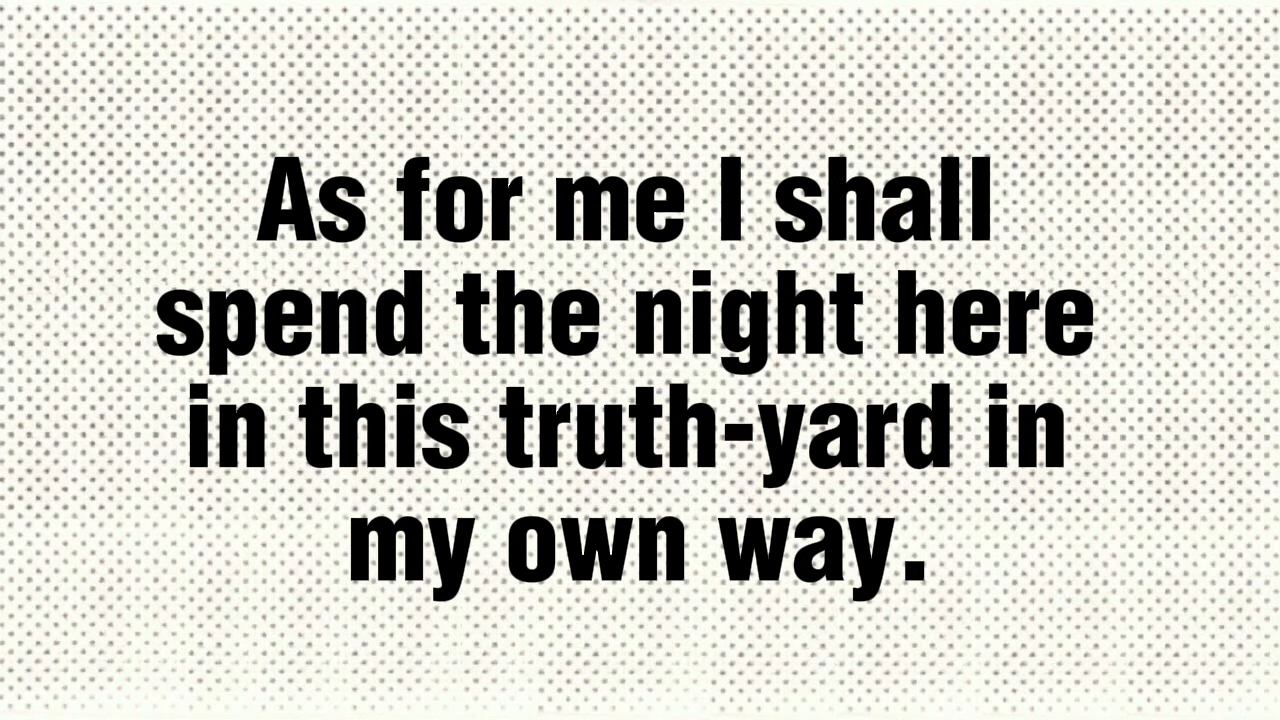 As for me I shall
spend the night here
in this truth-yard in
my own way.